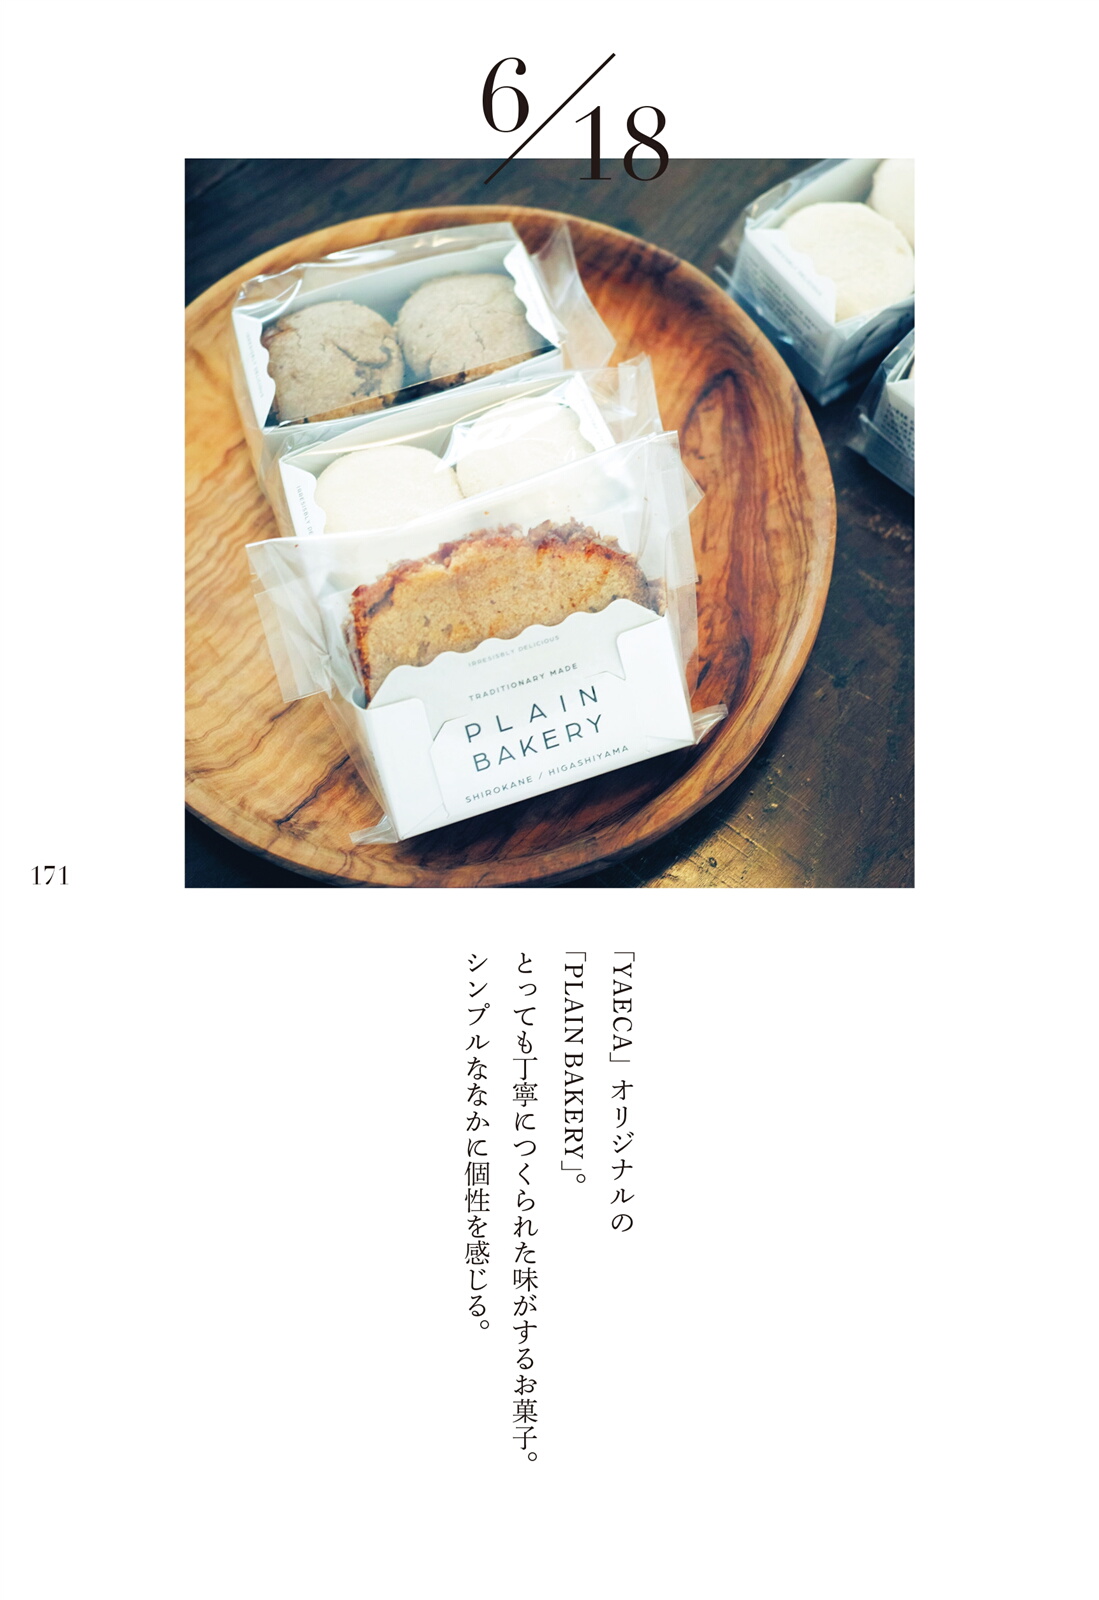 6/18
IRRESISBLY DELICIOUS
TRADITIONARY MADE
PLAIN
BAKERY
SHIROKANE / HIGASHIYAMA
171
「YAECA」オリジナルの
「PLAIN BAKERY」。
とっても丁寧につくられた味がするお菓子。
シンプルななかに個性を感じる。